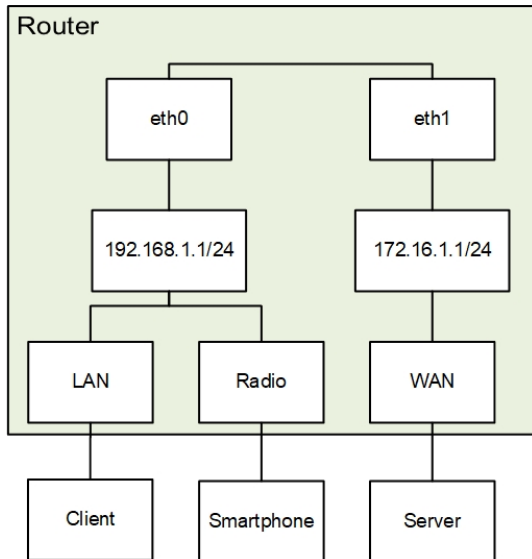 Router
eth0
eth1
192.168.1.1/24
172.16.1.1/24
LAN
Radio
WAN
Client
Smartphone
Server